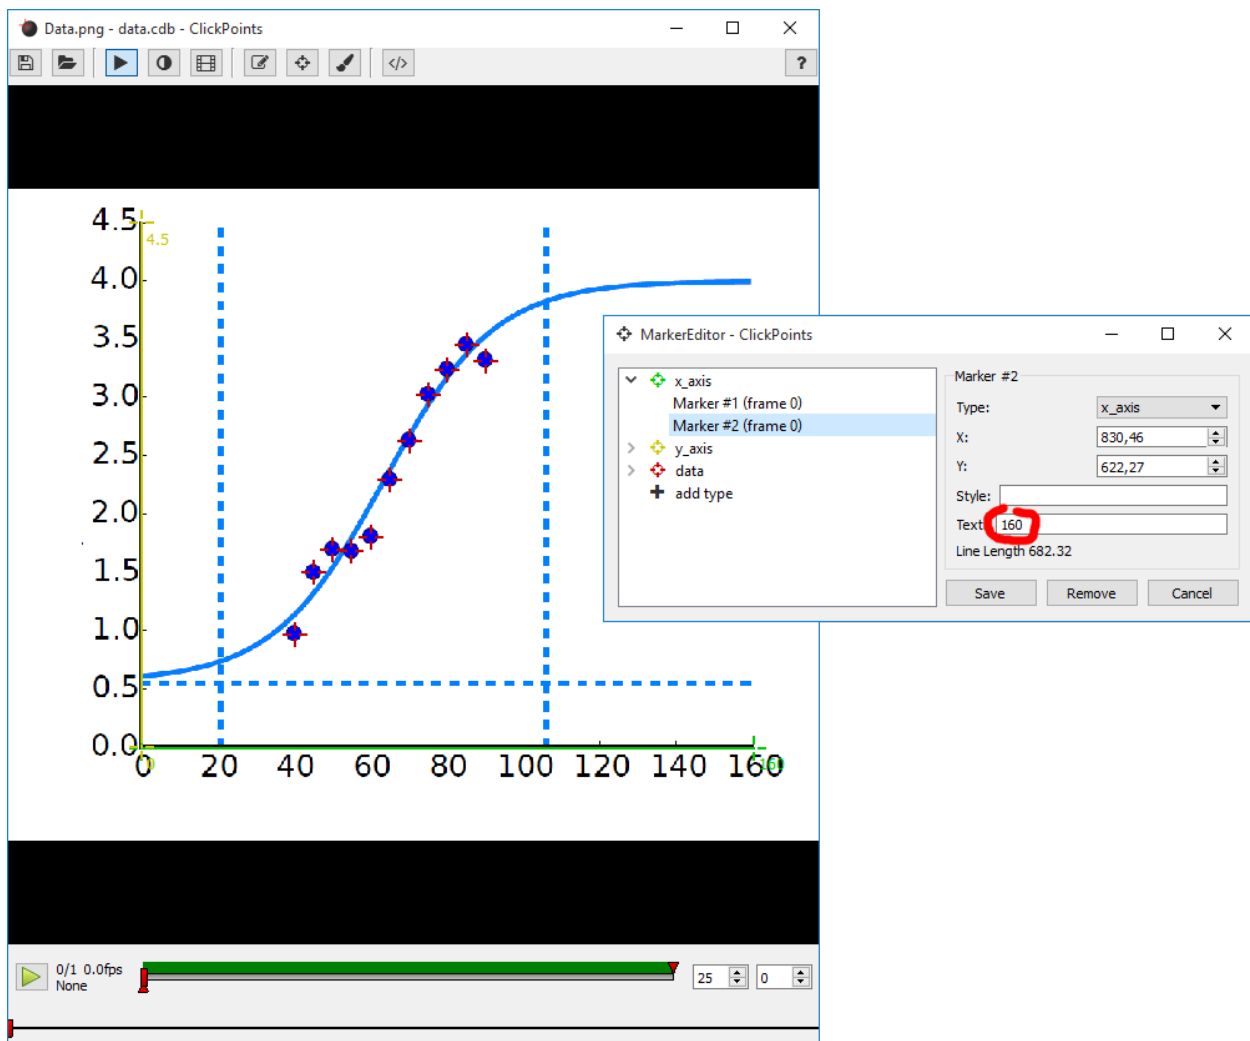 Data.png - data.cdb - ClickPoints
</>
?
4.5
4.5
4.0
3.5
3.0
2.5
2.0
1.5
1.0
0.5
0.0
0
0 20 40 60 80 100 120 140 160
160
MarkerEditor - ClickPoints
x_axis
Marker #1 (frame 0)
Marker #2 (frame 0)
y_axis
data
add type
Marker #2
Type: x_axis
X: 830,46
Y: 622,27
Style:
Text: 160
Line Length 682.32
Save Remove Cancel
0/1 0.0fps
None
25 0